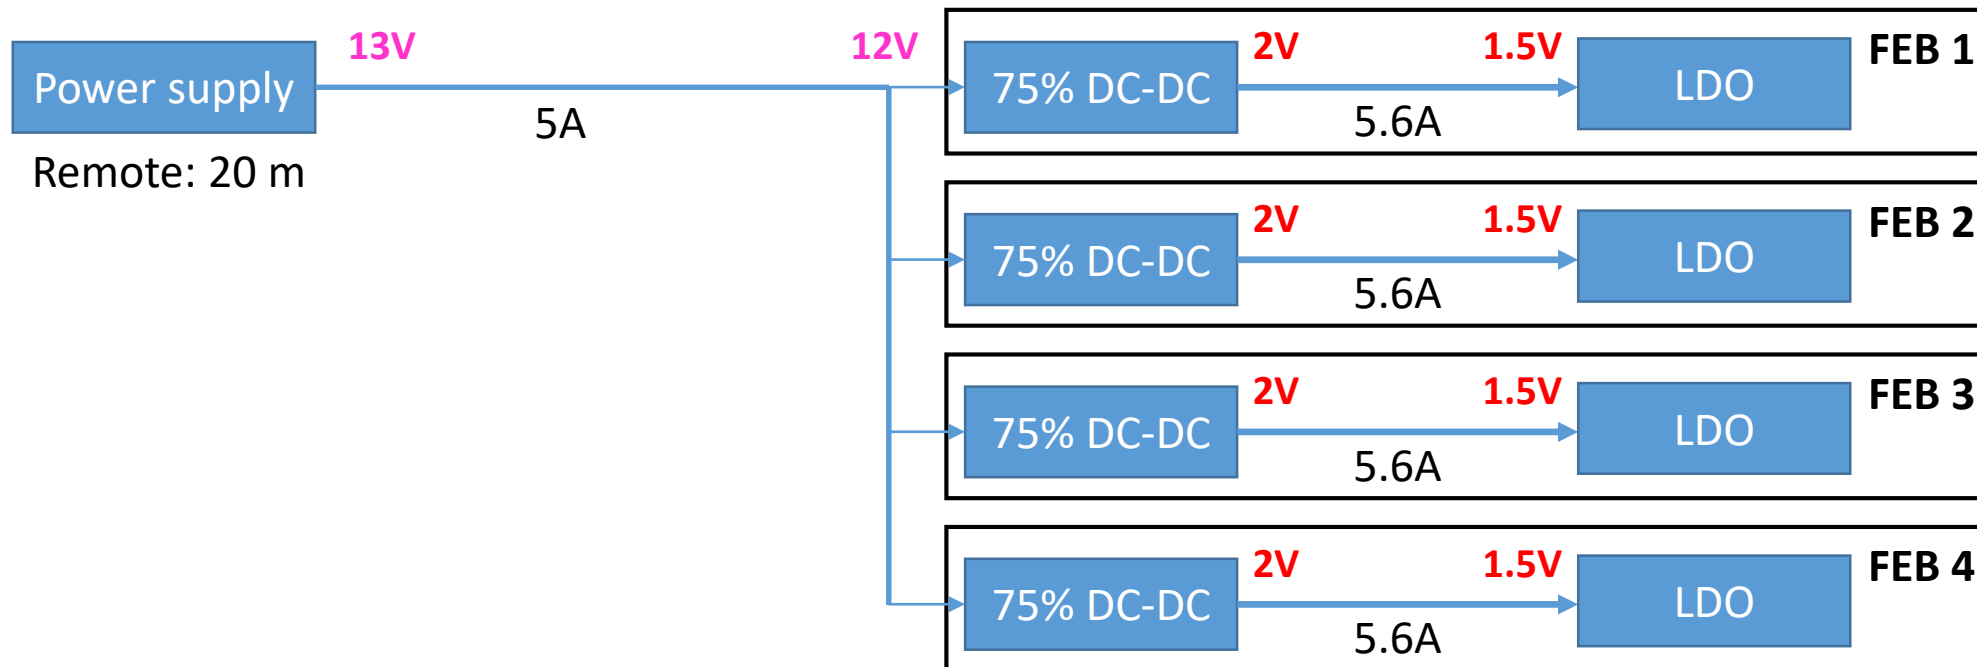 13V
12V
Power supply
5A
Remote: 20 m
75% DC-DC
2V
1.5V
5.6A
LDO
FEB 1
75% DC-DC
2V
1.5V
5.6A
LDO
FEB 2
75% DC-DC
2V
1.5V
5.6A
LDO
FEB 3
75% DC-DC
2V
1.5V
5.6A
LDO
FEB 4